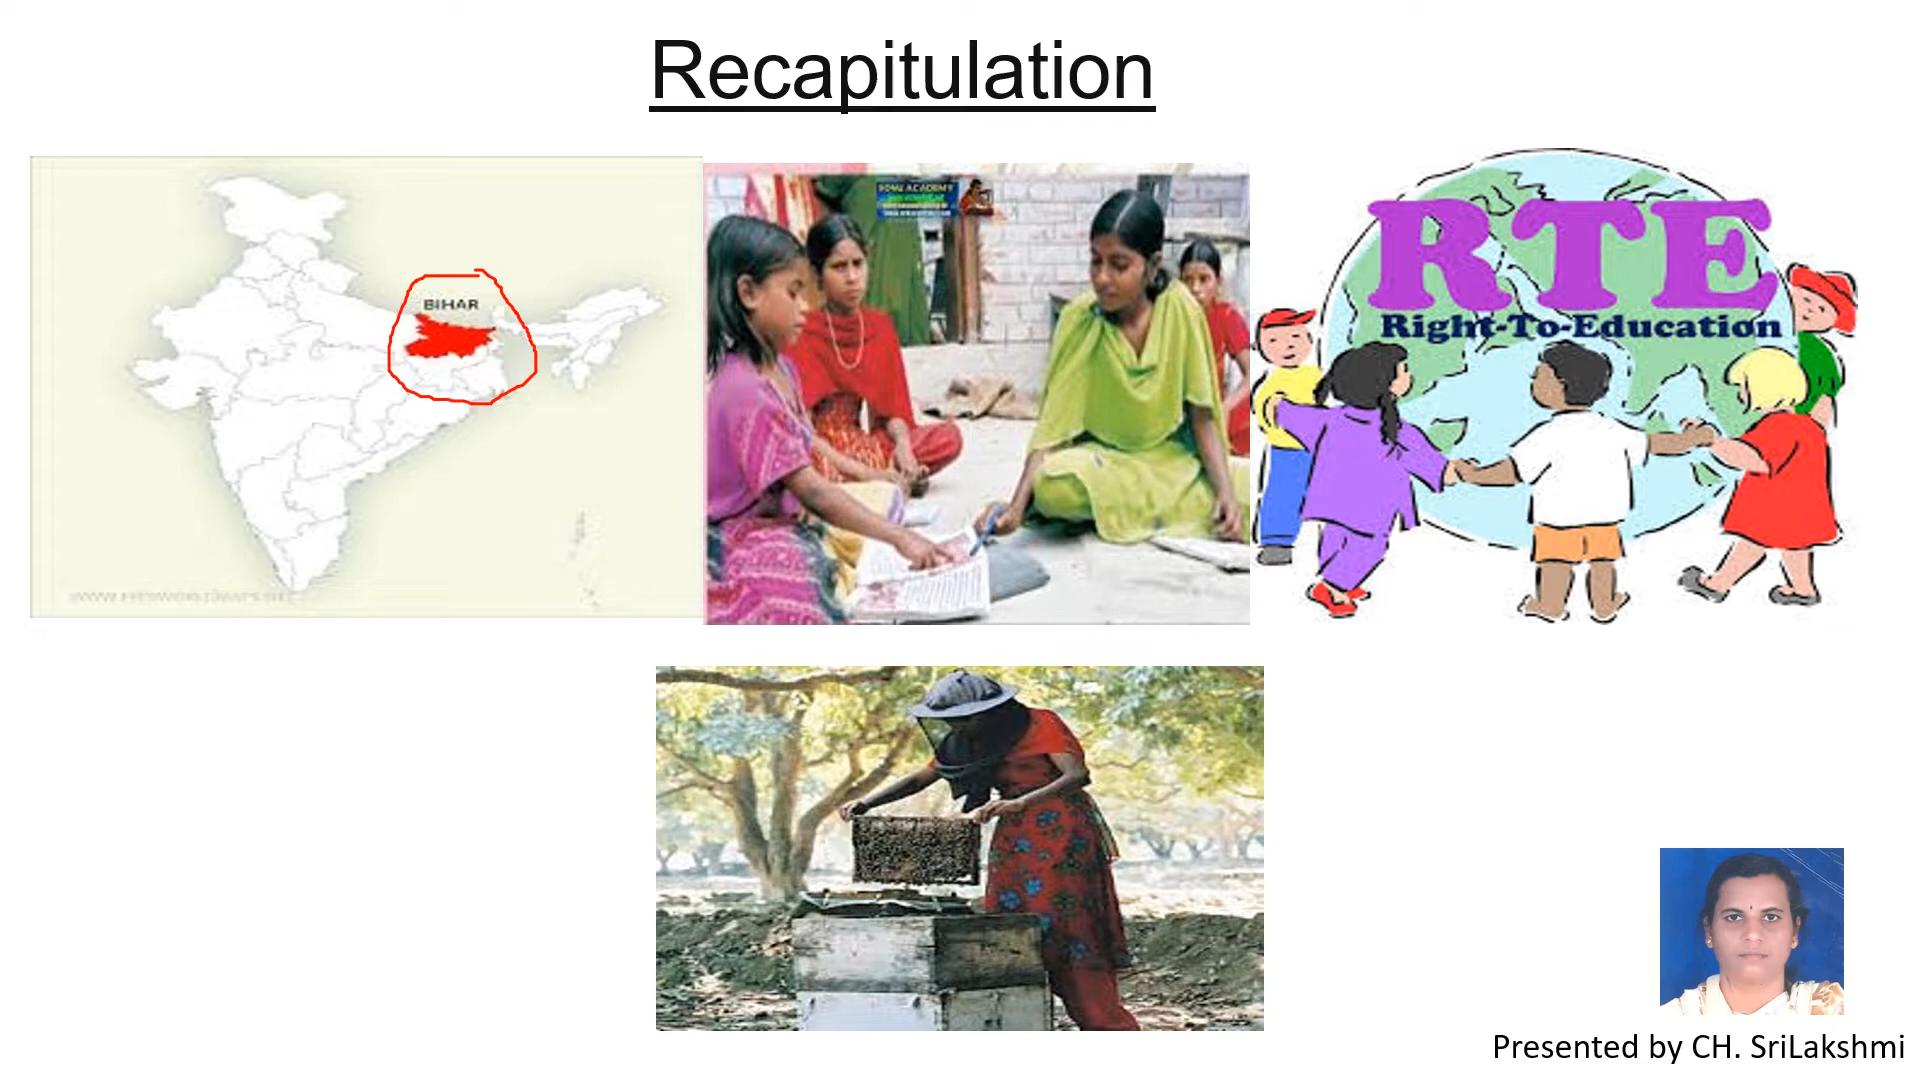 Recapitulation
BIHAR
RTE
Right-To-Education
Presented by CH. SriLakshmi